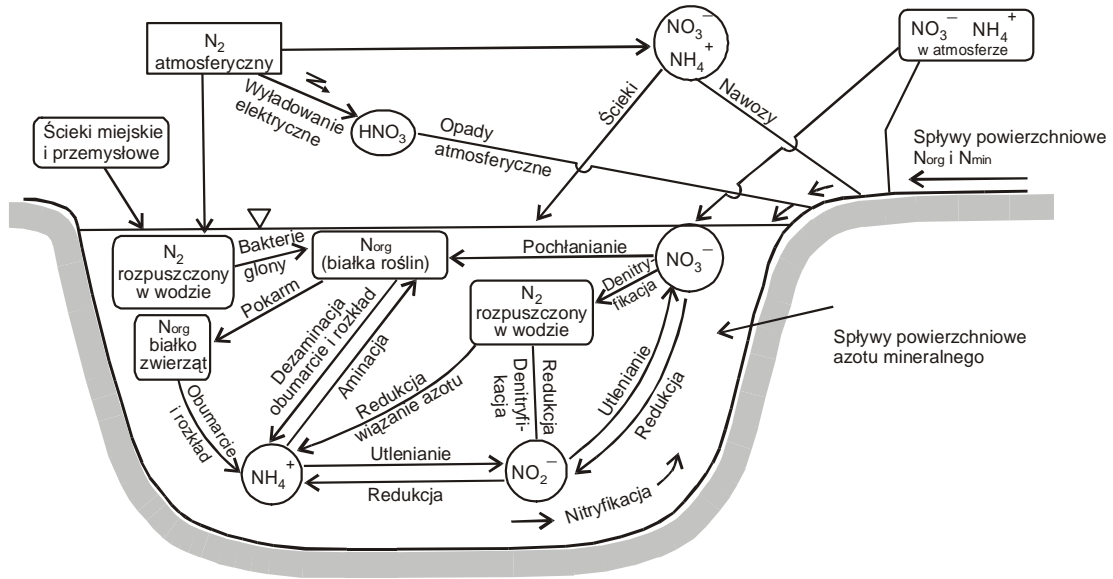 N2
atmosferyczny
NO3–
NH4+
NO3– NH4+
w atmosferze
Ścieki miejskie
i przemysłowe
Wyładowanie
elektryczne
HNO3
Opady
atmosferyczne
Ścieki
Nawozy
Spływy powierzchniowe
Norg i Nmin
N2
rozpuszczony
w wodzie
Bakterie
glony
Norg
(białka roślin)
Pochłanianie
NO3–
Denitry-
fikacja
N2
rozpuszczony
w wodzie
Pokarm
Norg
białko
zwierząt
Dezaminacja
obumarcie i rozkład
Aminacja
Redukcja
wiązanie azotu
Redukcja
Denitryfi-
kacja
Utlenianie
Redukcja
Spływy powierzchniowe
azotu mineralnego
Obumarcie
i rozkład
NH4+
Utlenianie
Redukcja
NO2–
Nitryfikacja